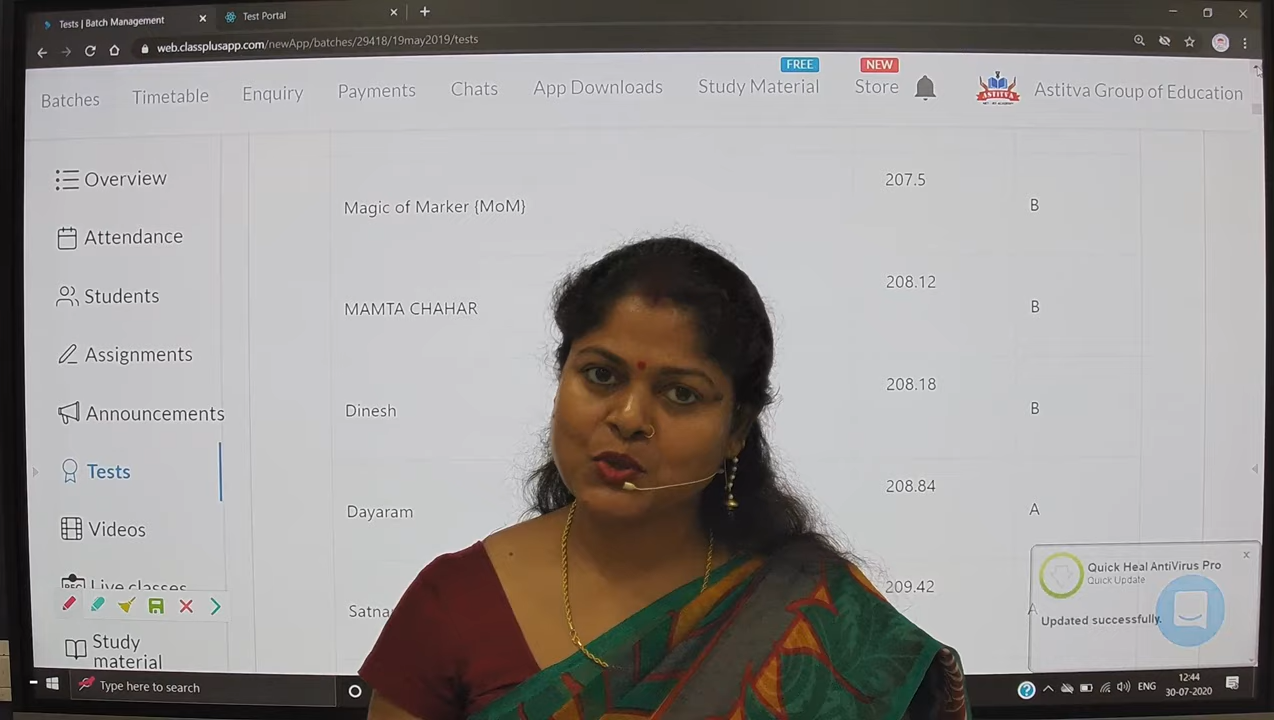 Tests | Batch Management
Test Portal
web.classplusapp.com/newApp/batches/29418/19may2019/tests
FREE
NEW
Batches
Timetable
Enquiry
Payments
Chats
App Downloads
Study Material
Store
ASTITVA
Astitva Group of Education
Overview
Attendance
Students
Assignments
Announcements
Tests
Videos
Live classes
Study
material
Magic of Marker {MoM}
207.5
B
MAMTA CHAHAR
208.12
B
Dinesh
208.18
B
Dayaram
208.84
A
209.42
A
Quick Heal AntiVirus Pro
Quick Update
Updated successfully.
Type here to search
ENG
12:44
30-07-2020